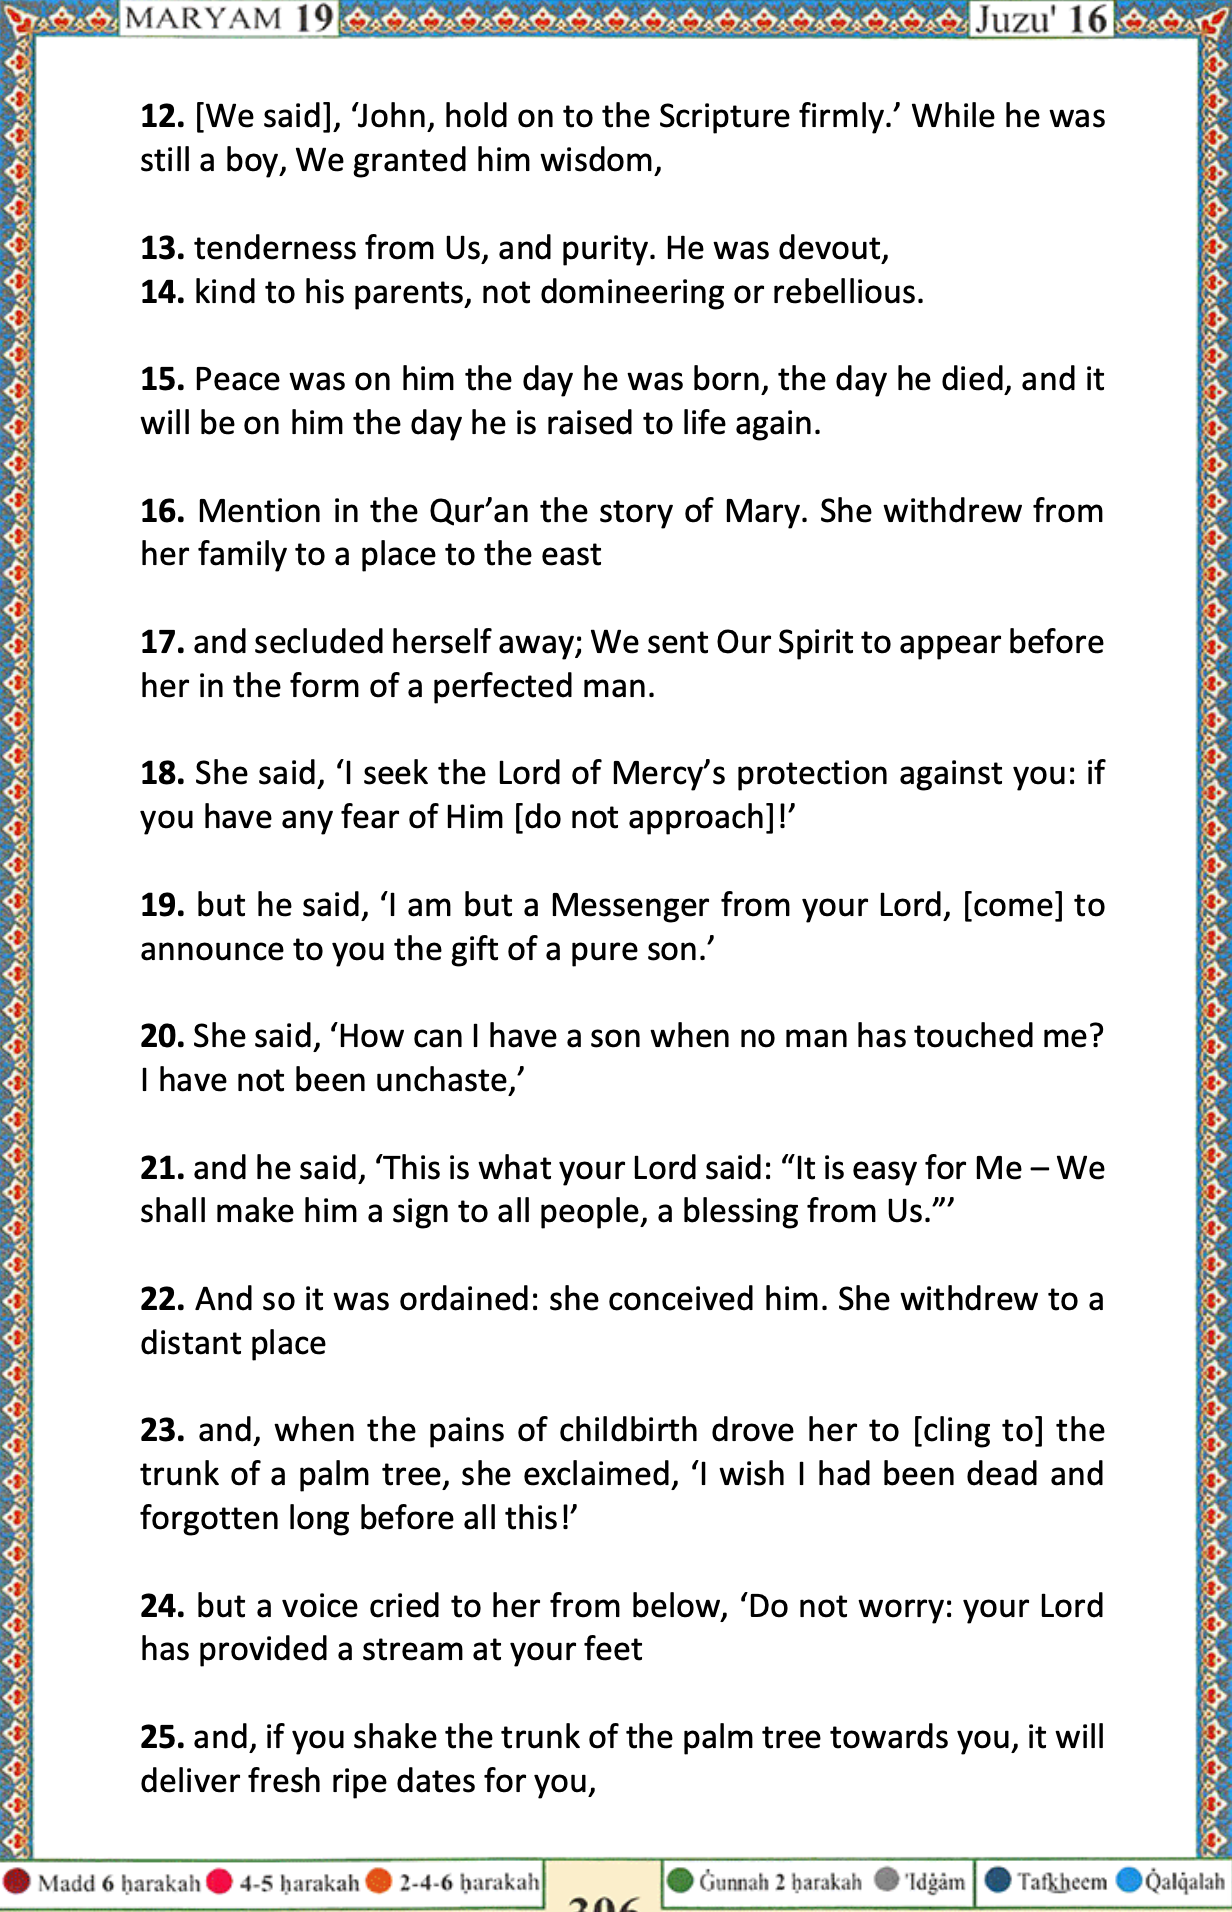 MARYAM 19
Juzu' 16
12. [We said], ‘John, hold on to the Scripture firmly.’ While he was
still a boy, We granted him wisdom,
13. tenderness from Us, and purity. He was devout,
14. kind to his parents, not domineering or rebellious.
15. Peace was on him the day he was born, the day he died, and it
will be on him the day he is raised to life again.
16. Mention in the Qur’an the story of Mary. She withdrew from
her family to a place to the east
17. and secluded herself away; We sent Our Spirit to appear before
her in the form of a perfected man.
18. She said, ‘I seek the Lord of Mercy’s protection against you: if
you have any fear of Him [do not approach]!’
19. but he said, ‘I am but a Messenger from your Lord, [come] to
announce to you the gift of a pure son.’
20. She said, ‘How can I have a son when no man has touched me?
I have not been unchaste,’
21. and he said, ‘This is what your Lord said: “It is easy for Me – We
shall make him a sign to all people, a blessing from Us.”’
22. And so it was ordained: she conceived him. She withdrew to a
distant place
23. and, when the pains of childbirth drove her to [cling to] the
trunk of a palm tree, she exclaimed, ‘I wish I had been dead and
forgotten long before all this!’
24. but a voice cried to her from below, ‘Do not worry: your Lord
has provided a stream at your feet
25. and, if you shake the trunk of the palm tree towards you, it will
deliver fresh ripe dates for you,
Madd 6 ḥarakah 4-5 ḥarakah 2-4-6 ḥarakah
306
Ġunnah 2 ḥarakah 'Idġâm Tafkheem Q̇alq̇alah